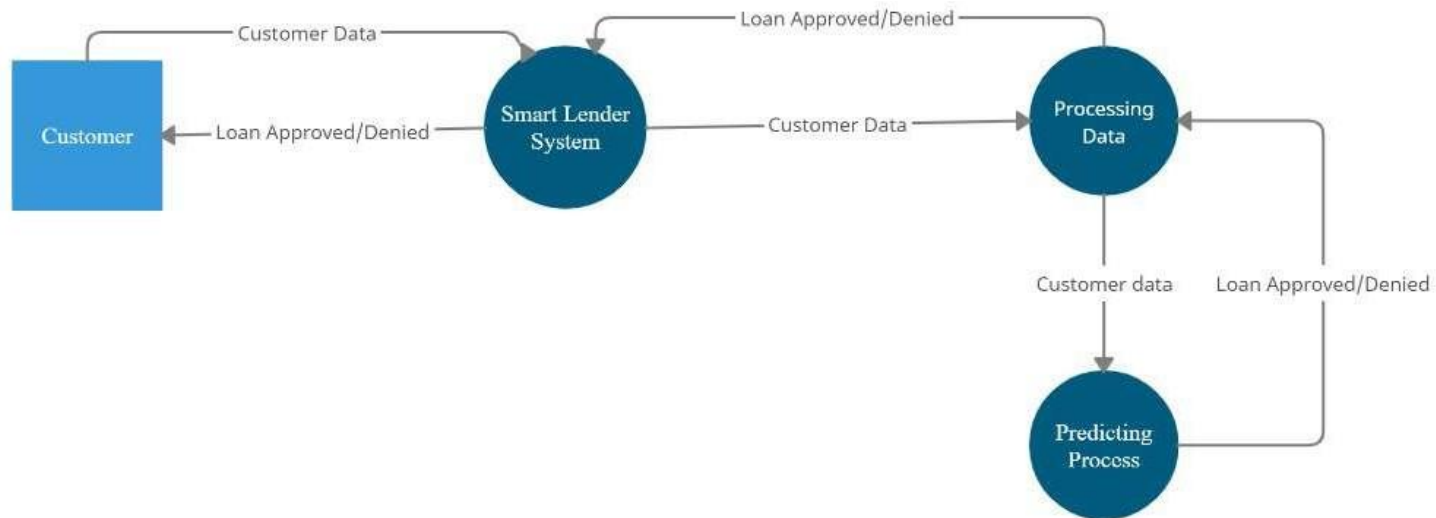 Customer Data
Loan Approved/Denied
Customer
Loan Approved/Denied
Smart Lender
System
Customer Data
Processing
Data
Customer data
Loan Approved/Denied
Predicting
Process